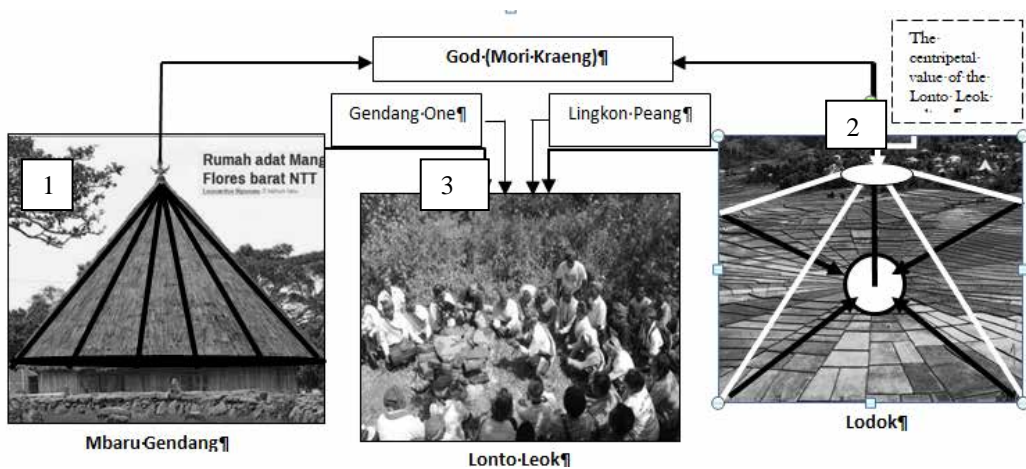 God·(Mori·Kraeng)¶
The·
centripetal·
value·of·the·
Lonto·Leok·
Gendang·One¶
Lingkon·Peang¶
1
2
3
Rumah adat Mang
Flores barat NTT
Mbaru·Gendang¶
Lonto·Leok¶
Lodok¶